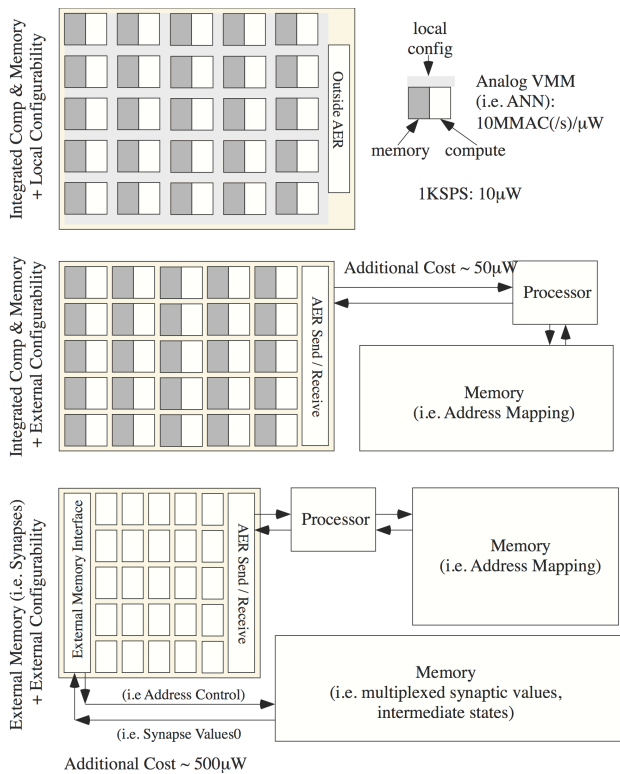 Integrated Comp & Memory
+ Local Configurability
Outside AER
local
config
Analog VMM
(i.e. ANN):
10MMAC(/s)/μW
memory
compute
1KSPS: 10μW
Integrated Comp & Memory
+ External Configurability
AER Send / Receive
Additional Cost ~ 50μW
Processor
Memory
(i.e. Address Mapping)
External Memory (i.e. Synapses)
+ External Configurability
External Memory Interface
AER Send / Receive
Processor
Memory
(i.e. Address Mapping)
(i.e Address Control)
(i.e. Synapse Values0
Memory
(i.e. multiplexed synaptic values,
intermediate states)
Additional Cost ~ 500μW